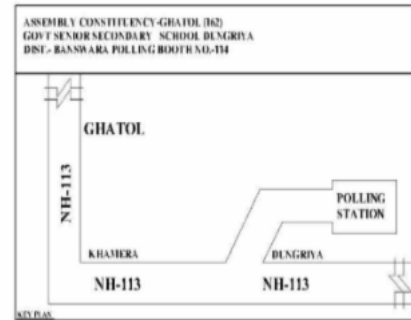 ASSEMBLY CONSTITUENCY-GHATOL (162)
GOVT SENIOR SECONDARY SCHOOL DUNGRIYA
DIST.- BANSWARA POLLING BOOTH NO.-114
GHATOL
NH-113
POLLING
STATION
KHAMERA
DUNGRIYA
NH-113
NH-113
KEY PLAN